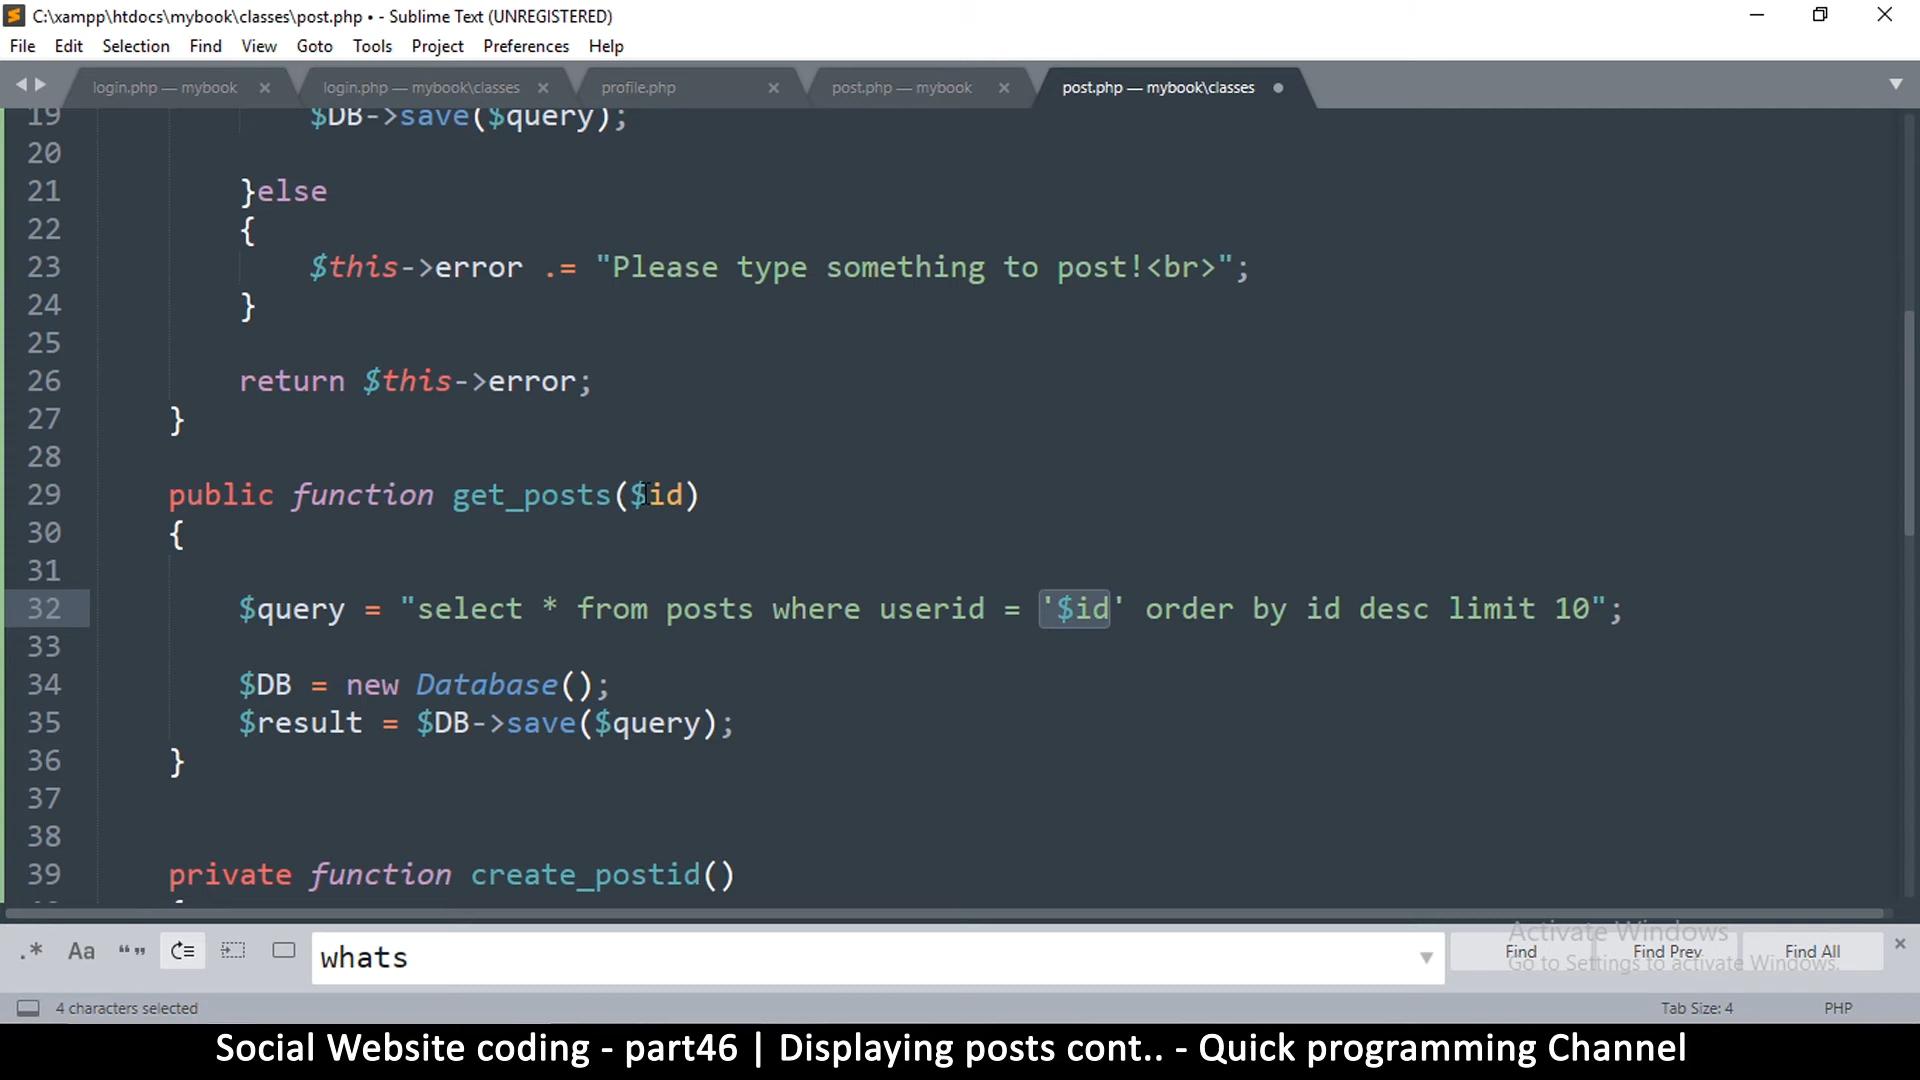 C:\xampp\htdocs\mybook\classes\post.php • - Sublime Text (UNREGISTERED)
File Edit Selection Find View Goto Tools Project Preferences Help
login.php — mybook login.php — mybook\classes profile.php post.php — mybook post.php — mybook\classes
19 $DB->save($query);
20
21 }else
22 {
23 $this->error .= "Please type something to post!<br>";
24 }
25
26 return $this->error;
27 }
28
29 public function get_posts($id)
30 {
31
32 $query = "select * from posts where userid = '$id' order by id desc limit 10";
33
34 $DB = new Database();
35 $result = $DB->save($query);
36 }
37
38
39 private function create_postid()
.* Aa “” whats Find Find Prev Find All
Activate Windows
Go to Settings to activate Windows.
4 characters selected Tab Size: 4 PHP
Social Website coding - part46 | Displaying posts cont.. - Quick programming Channel